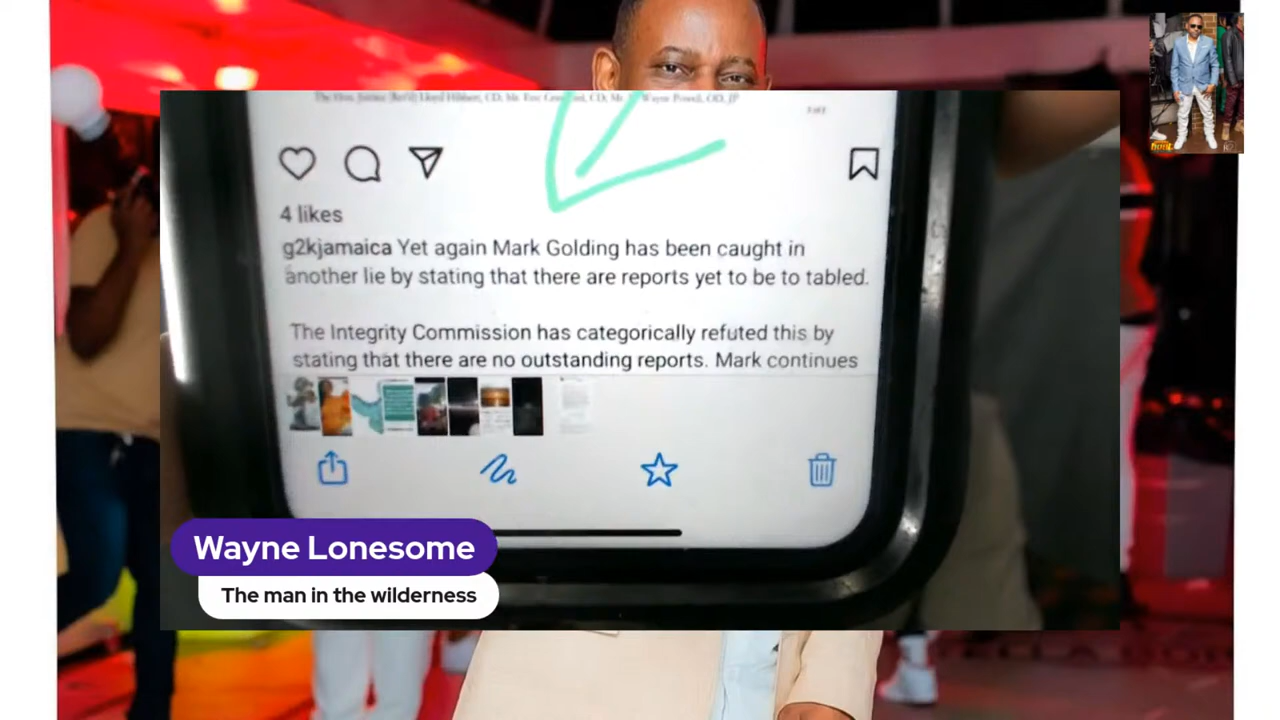 4 likes
g2kjamaica Yet again Mark Golding has been caught in
another lie by stating that there are reports yet to be to tabled.
The Integrity Commission has categorically refuted this by
stating that there are no outstanding reports. Mark continues
Wayne Lonesome
The man in the wilderness